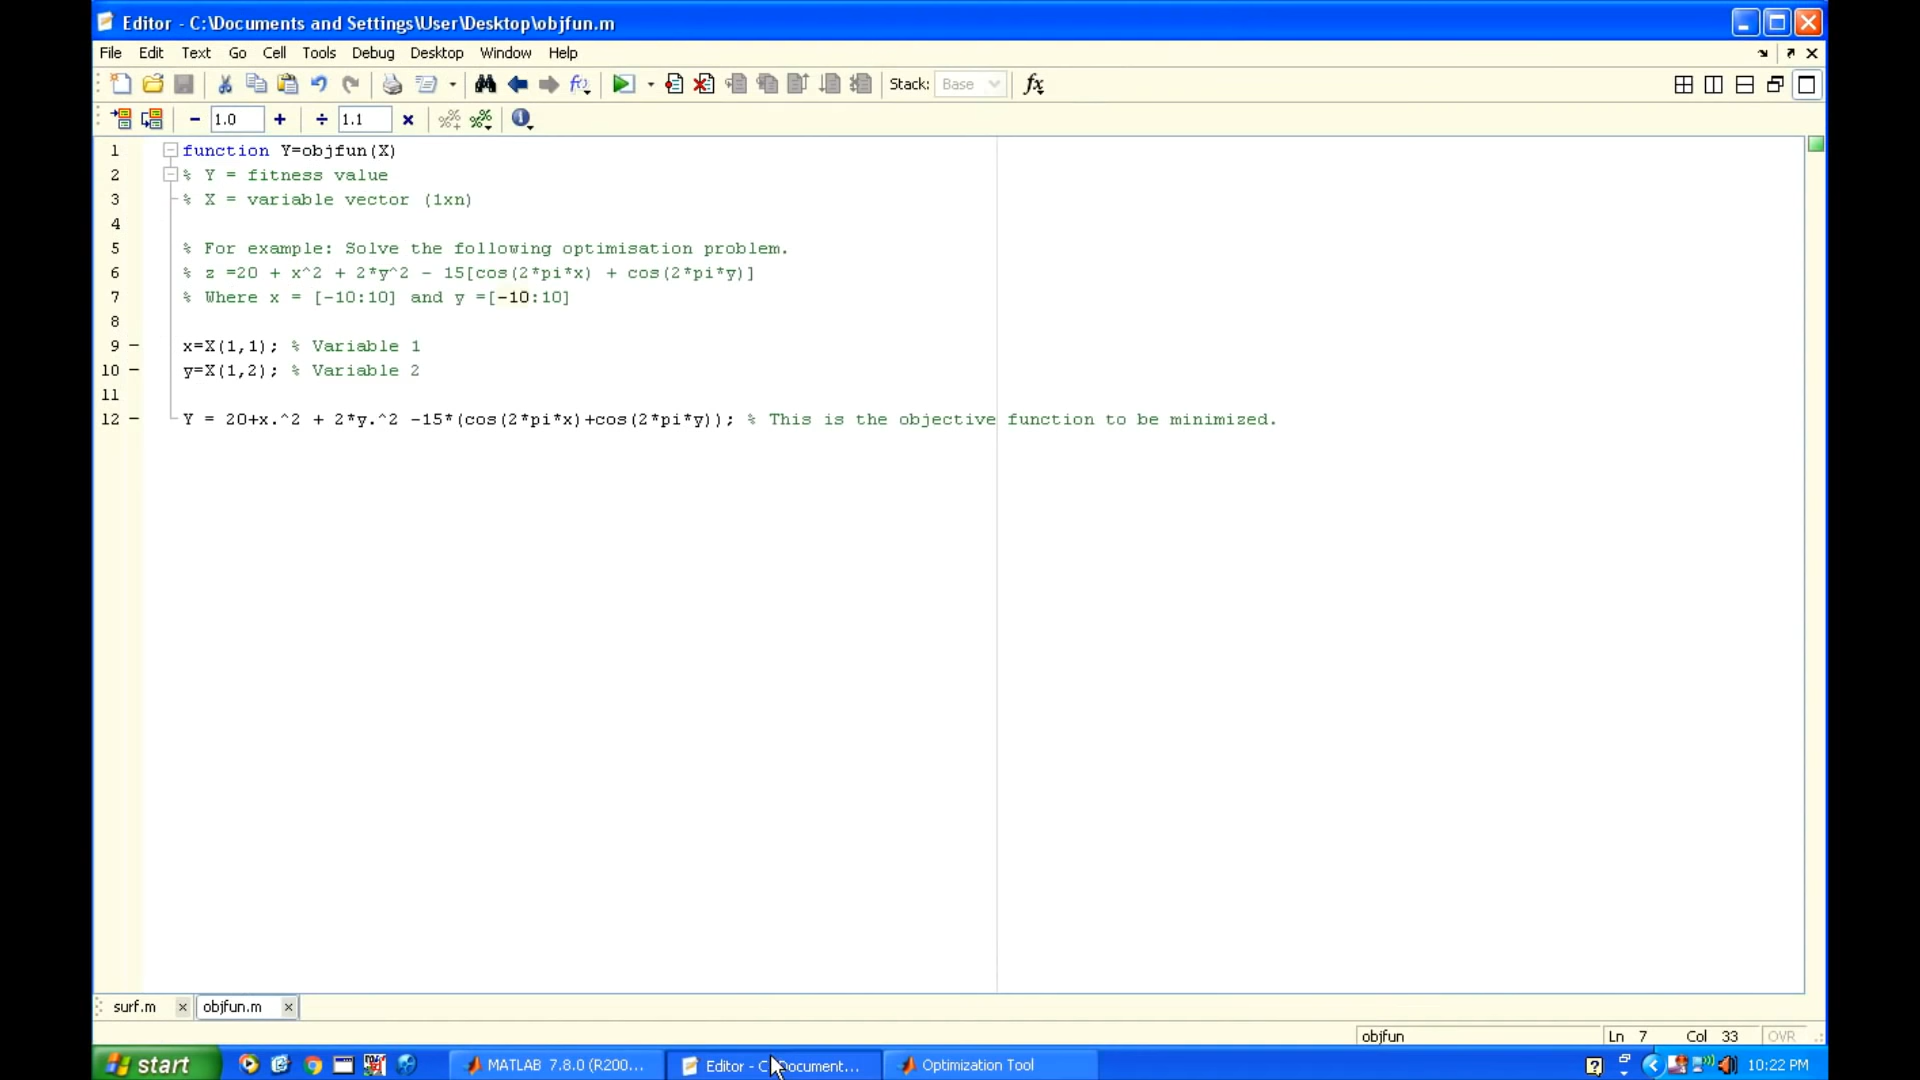 Editor - C:\Documents and Settings\User\Desktop\objfun.m
File Edit Text Go Cell Tools Debug Desktop Window Help
Stack: Base fx
- 1.0 + ÷ 1.1 ×
1 function Y=objfun(X)
2 % Y = fitness value
3 % X = variable vector (1xn)
4
5 % For example: Solve the following optimisation problem.
6 % z =20 + x^2 + 2*y^2 - 15[cos(2*pi*x) + cos(2*pi*y)]
7 % Where x = [-10:10] and y =[-10:10]
8
9 - x=X(1,1); % Variable 1
10 - y=X(1,2); % Variable 2
11
12 - Y = 20+x.^2 + 2*y.^2 -15*(cos(2*pi*x)+cos(2*pi*y)); % This is the objective function to be minimized.
surf.m × objfun.m ×
objfun Ln 7 Col 33 OVR
start MATLAB 7.8.0 (R200... Editor - C:\Document... Optimization Tool 10:22 PM